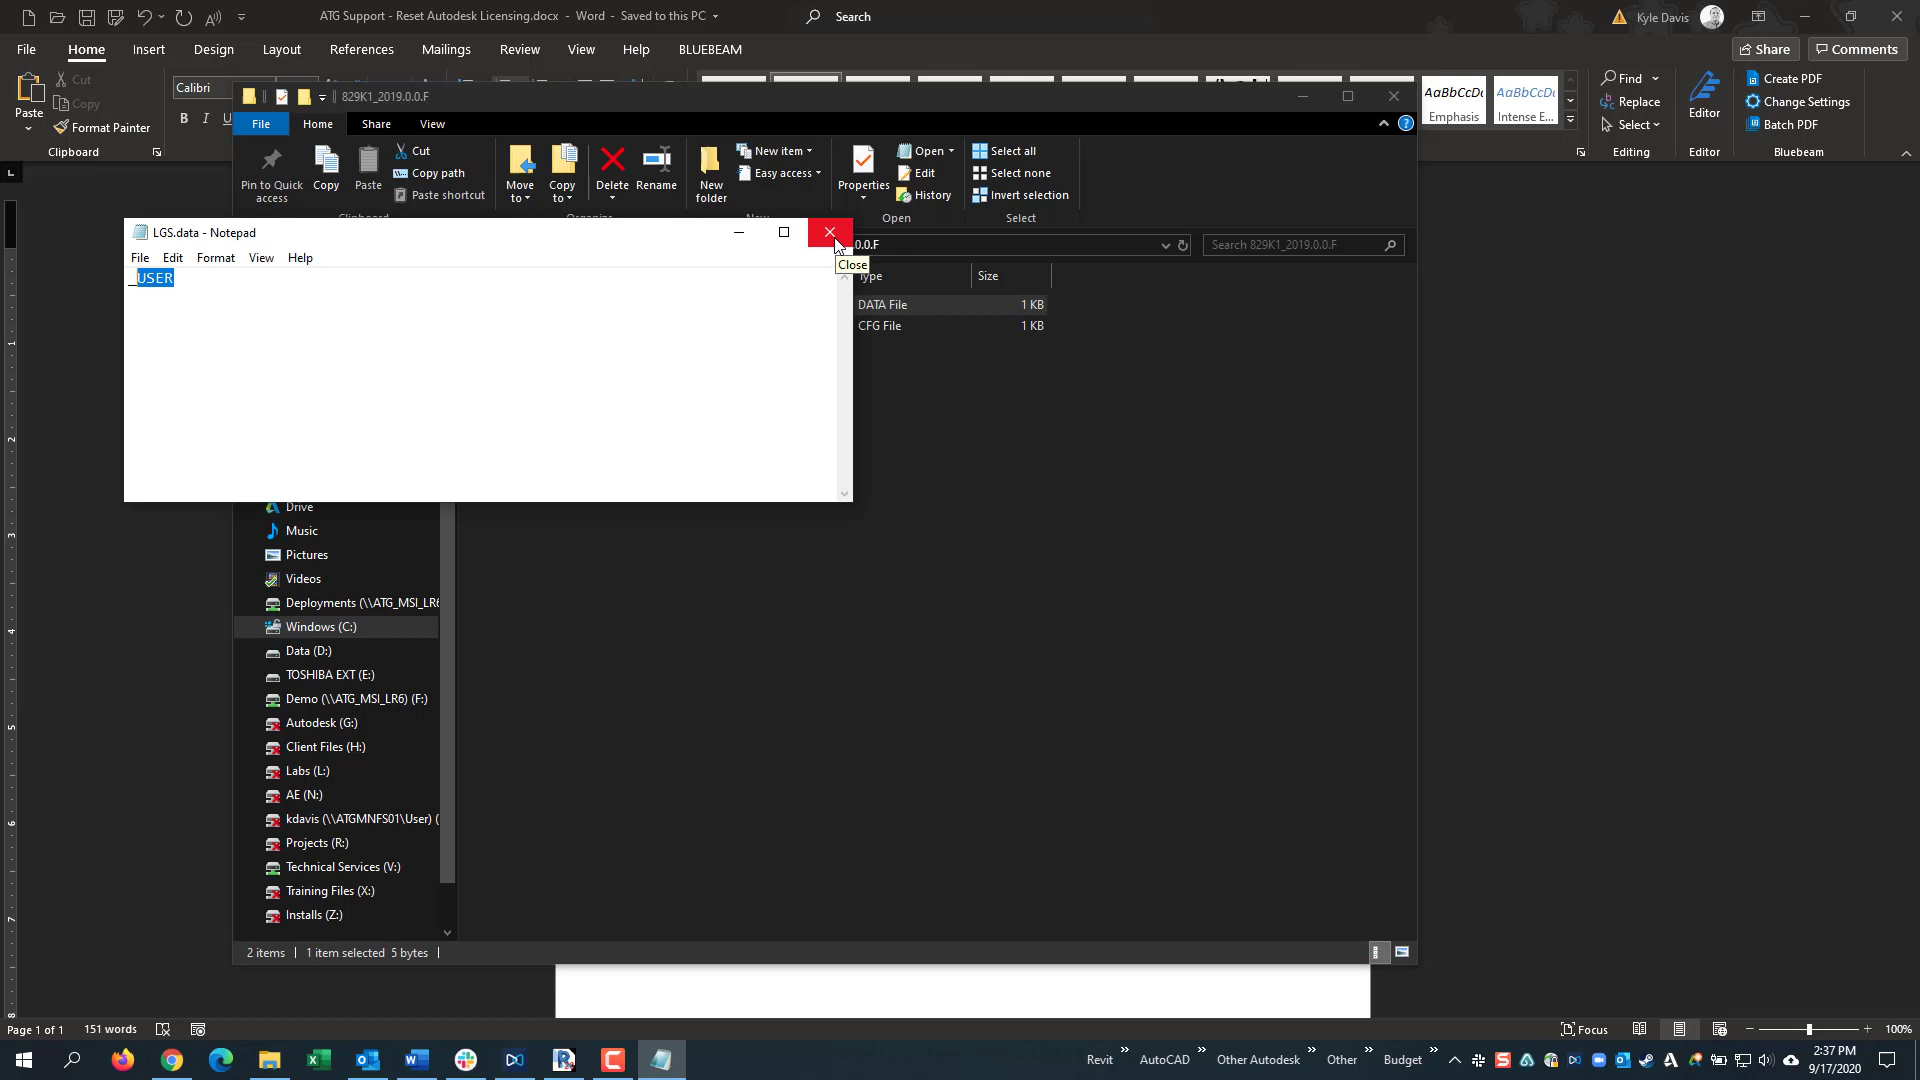 ATG Support - Reset Autodesk Licensing.docx - Word - Saved to this PC
Search
Kyle Davis
File Home Insert Design Layout References Mailings Review View Help BLUEBEAM
Share Comments
Paste
Cut
Copy
Format Painter
Clipboard
Calibri
AaBbCcDc AaBbCcDc
Emphasis Intense E...
Find
Replace
Select
Editing
Editor
Editor
Create PDF
Change Settings
Batch PDF
Bluebeam
829K1_2019.0.0.F
File Home Share View
Pin to Quick access
Copy
Paste
Cut
Copy path
Paste shortcut
Move to
Copy to
Delete
Rename
New folder
New item
Easy access
Properties
Open
Edit
History
Open
Select all
Select none
Invert selection
Select
LGS.data - Notepad
File Edit Format View Help
_USER
Close
.0.0.F
Search 829K1_2019.0.0.F
Type Size
DATA File 1 KB
CFG File 1 KB
Drive
Music
Pictures
Videos
Deployments (\\ATG_MSI_LR6
Windows (C:)
Data (D:)
TOSHIBA EXT (E:)
Demo (\\ATG_MSI_LR6) (F:)
Autodesk (G:)
Client Files (H:)
Labs (L:)
AE (N:)
kdavis (\\ATGMNFS01\User) (
Projects (R:)
Technical Services (V:)
Training Files (X:)
Installs (Z:)
2 items 1 item selected 5 bytes
1
2
3
4
5
6
7
8
Page 1 of 1 151 words
Focus
100%
Revit AutoCAD Other Autodesk Other Budget
2:37 PM
9/17/2020